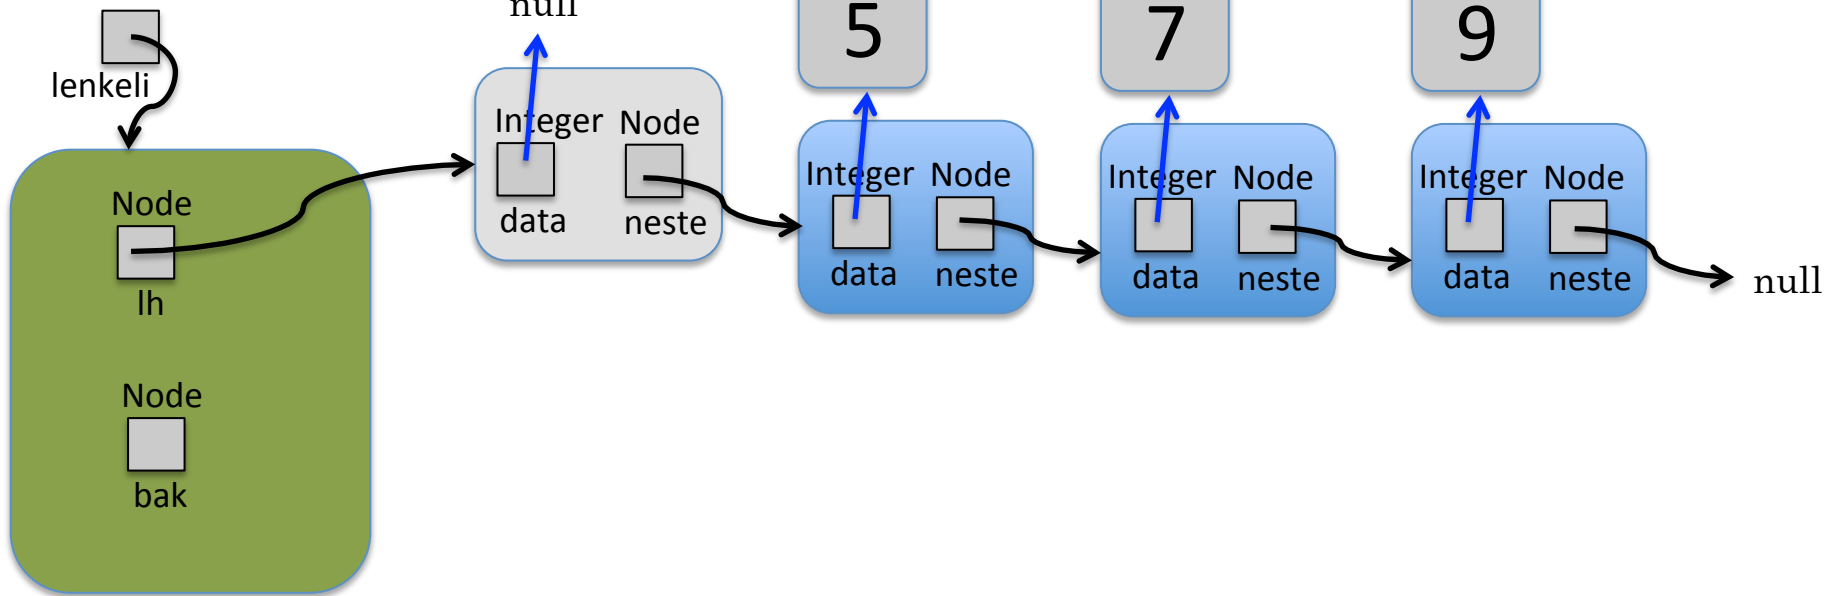 null
5
7
9
lenkeli
Integer Node
data neste
Integer Node
data neste
Integer Node
data neste
Integer Node
data neste
null
Node
lh
Node
bak